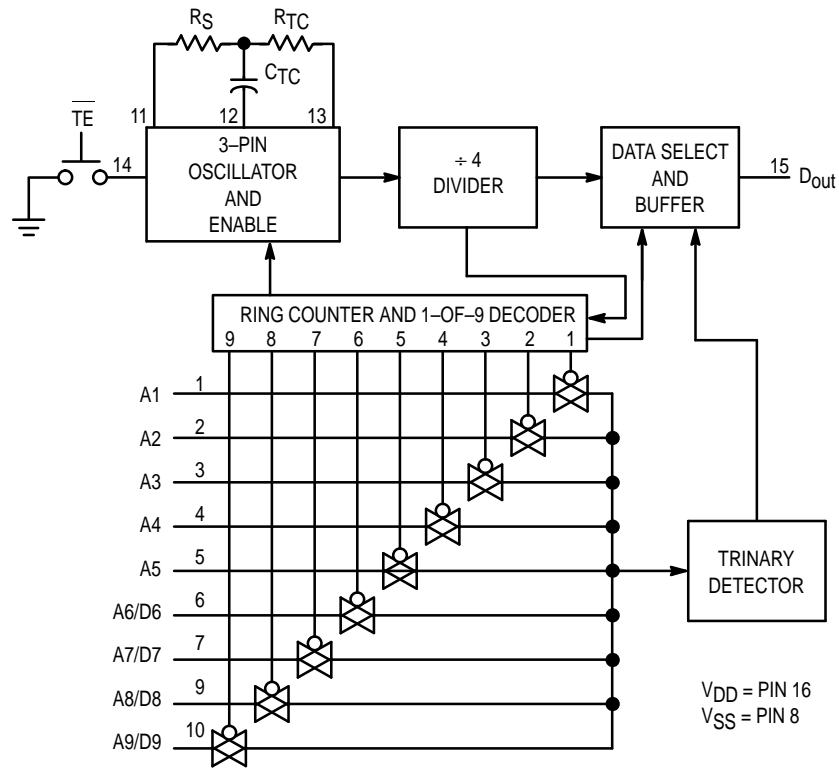 RS RTC
CTC
TE
11 12 13
14
3–PIN
OSCILLATOR
AND
ENABLE
÷ 4
DIVIDER
DATA SELECT
AND
BUFFER
15 Dout
RING COUNTER AND 1–OF–9 DECODER
9 8 7 6 5 4 3 2 1
A1 1
A2 2
A3 3
A4 4
A5 5
A6/D6 6
A7/D7 7
A8/D8 9
A9/D9 10
TRINARY
DETECTOR
VDD = PIN 16
VSS = PIN 8